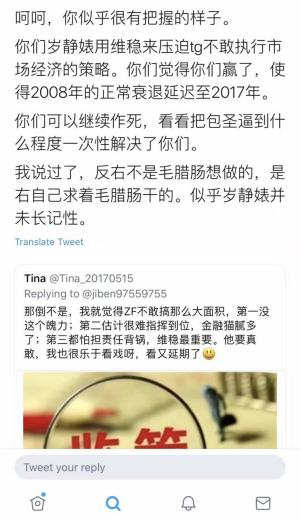 呵呵，你似乎很有把握的样子。
你们岁静婊用维稳来压迫tg不敢执行市
场经济的策略。你们觉得你们赢了，使
得2008年的正常衰退延迟至2017年。
你们可以继续作死，看看把包圣逼到什
么程度一次性解决了你们。
我说过了，反右不是毛腊肠想做的，是
右自己求着毛腊肠干的。似乎岁静婊并
未长记性。
Translate Tweet
Tina @Tina_20170515
Replying to @jiben97559755
那倒不是，我就觉得ZF不敢搞那么大面积，第一没
这个魄力；第二估计很难指挥到位，金融猫腻多
了；第三都怕担责任背锅，维稳最重要。他要真
敢，我也很乐于看戏呀，看又延期了😃
监管
Tweet your reply